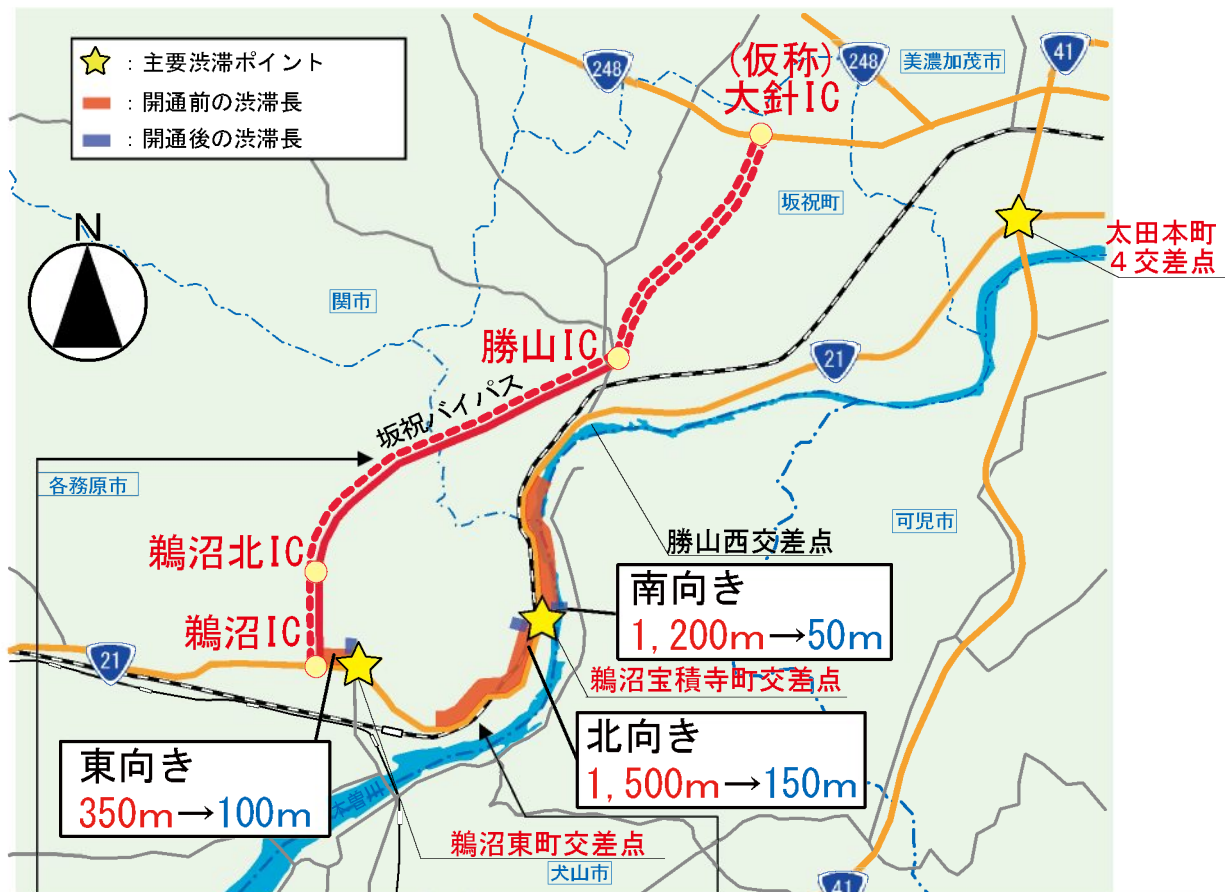 ：主要渋滞ポイント
：開通前の渋滞長
：開通後の渋滞長
N
248
(仮称)
大針IC
248
美濃加茂市
41
坂祝町
太田本町
４交差点
関市
勝山IC
21
坂祝バイパス
各務原市
可児市
勝山西交差点
鵜沼北IC
南向き
1,200m→50m
鵜沼IC
21
鵜沼宝積寺町交差点
北向き
1,500m→150m
東向き
350m→100m
木曽川
鵜沼東町交差点
犬山市
41